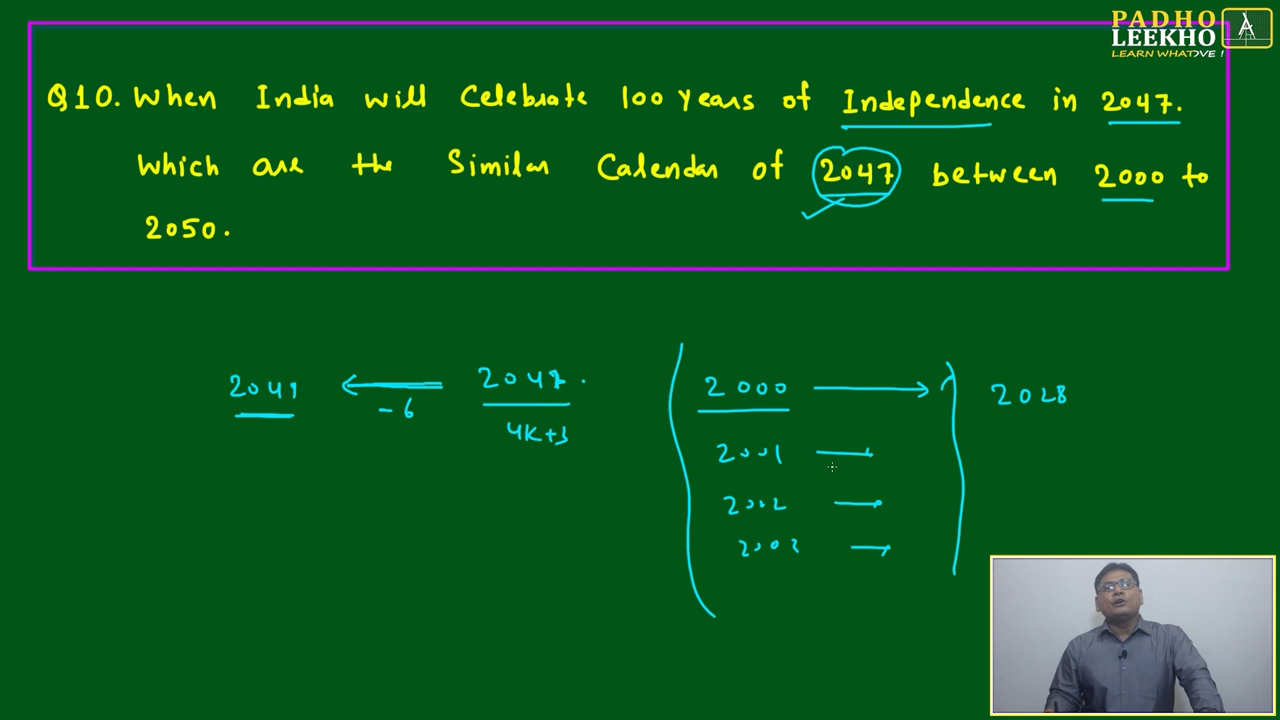 PADHO
LEEKHO
LEARN WHAT I'VE !
Q10. When India will Celebrate 100 years of Independence in 2047.
Which are the Similar Calendar of 2047 between 2000 to
2050.
2041 ← 2047.
- 6
4K+3
2000 → 2028
2001
2002
2003